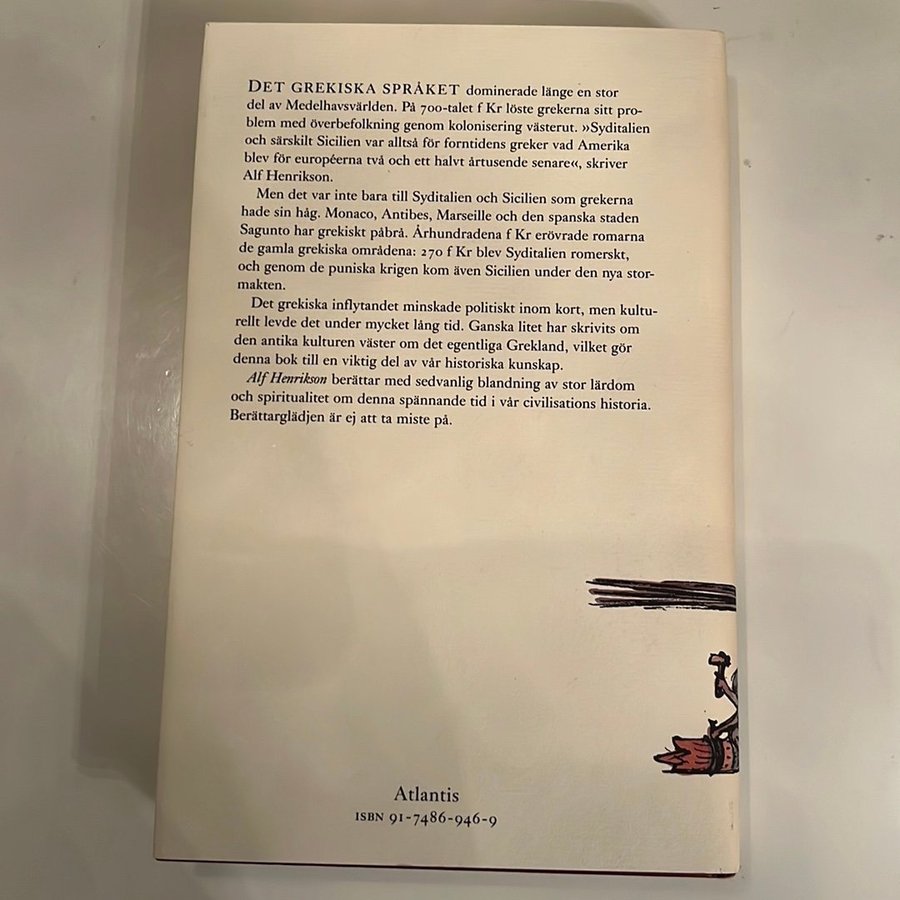 DET GREKISKA SPRÅKET dominerade länge en stor
del av Medelhavsvärlden. På 700-talet f Kr löste grekerna sitt pro-
blem med överbefolkning genom kolonisering västerut. »Syditalien
och särskilt Sicilien var alltså för forntidens greker vad Amerika
blev för européerna två och ett halvt årtusende senare«, skriver
Alf Henrikson.
Men det var inte bara till Syditalien och Sicilien som grekerna
hade sin håg. Monaco, Antibes, Marseille och den spanska staden
Sagunto har grekiskt påbrå. Århundradena f Kr erövrade romarna
de gamla grekiska områdena: 270 f Kr blev Syditalien romerskt,
och genom de puniska krigen kom även Sicilien under den nya stor-
makten.
Det grekiska inflytandet minskade politiskt inom kort, men kultu-
rellt levde det under mycket lång tid. Ganska litet har skrivits om
den antika kulturen väster om det egentliga Grekland, vilket gör
denna bok till en viktig del av vår historiska kunskap.
Alf Henrikson berättar med sedvanlig blandning av stor lärdom
och spiritualitet om denna spännande tid i vår civilisations historia.
Berättarglädjen är ej att ta miste på.
Atlantis
ISBN 91-7486-946-9